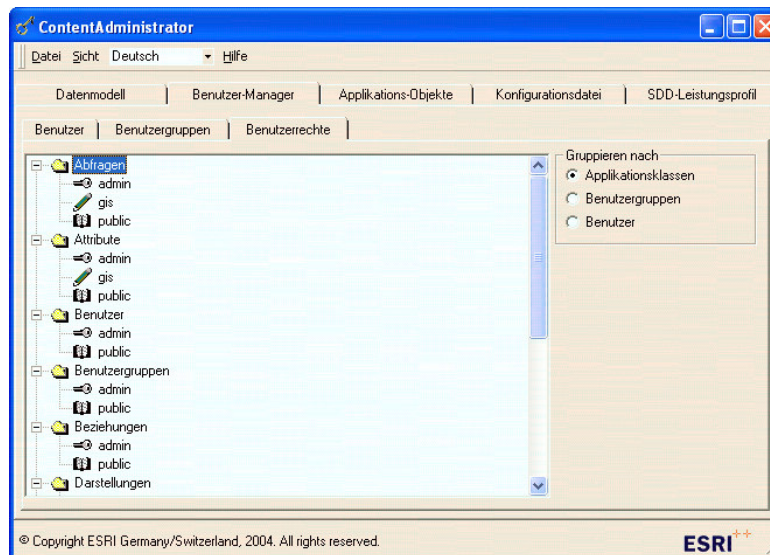 ContentAdministrator
Datei Sicht Deutsch Hilfe
Datenmodell Benutzer-Manager Applikations-Objekte Konfigurationsdatei SDD-Leistungsprofil
Benutzer Benutzergruppen Benutzerrechte
Abfragen
admin
gis
public
Attribute
admin
gis
public
Benutzer
admin
public
Benutzergruppen
admin
public
Beziehungen
admin
public
Darstellungen
Gruppieren nach
Applikationsklassen
Benutzergruppen
Benutzer
© Copyright ESRI Germany/Switzerland, 2004. All rights reserved.
ESRI++